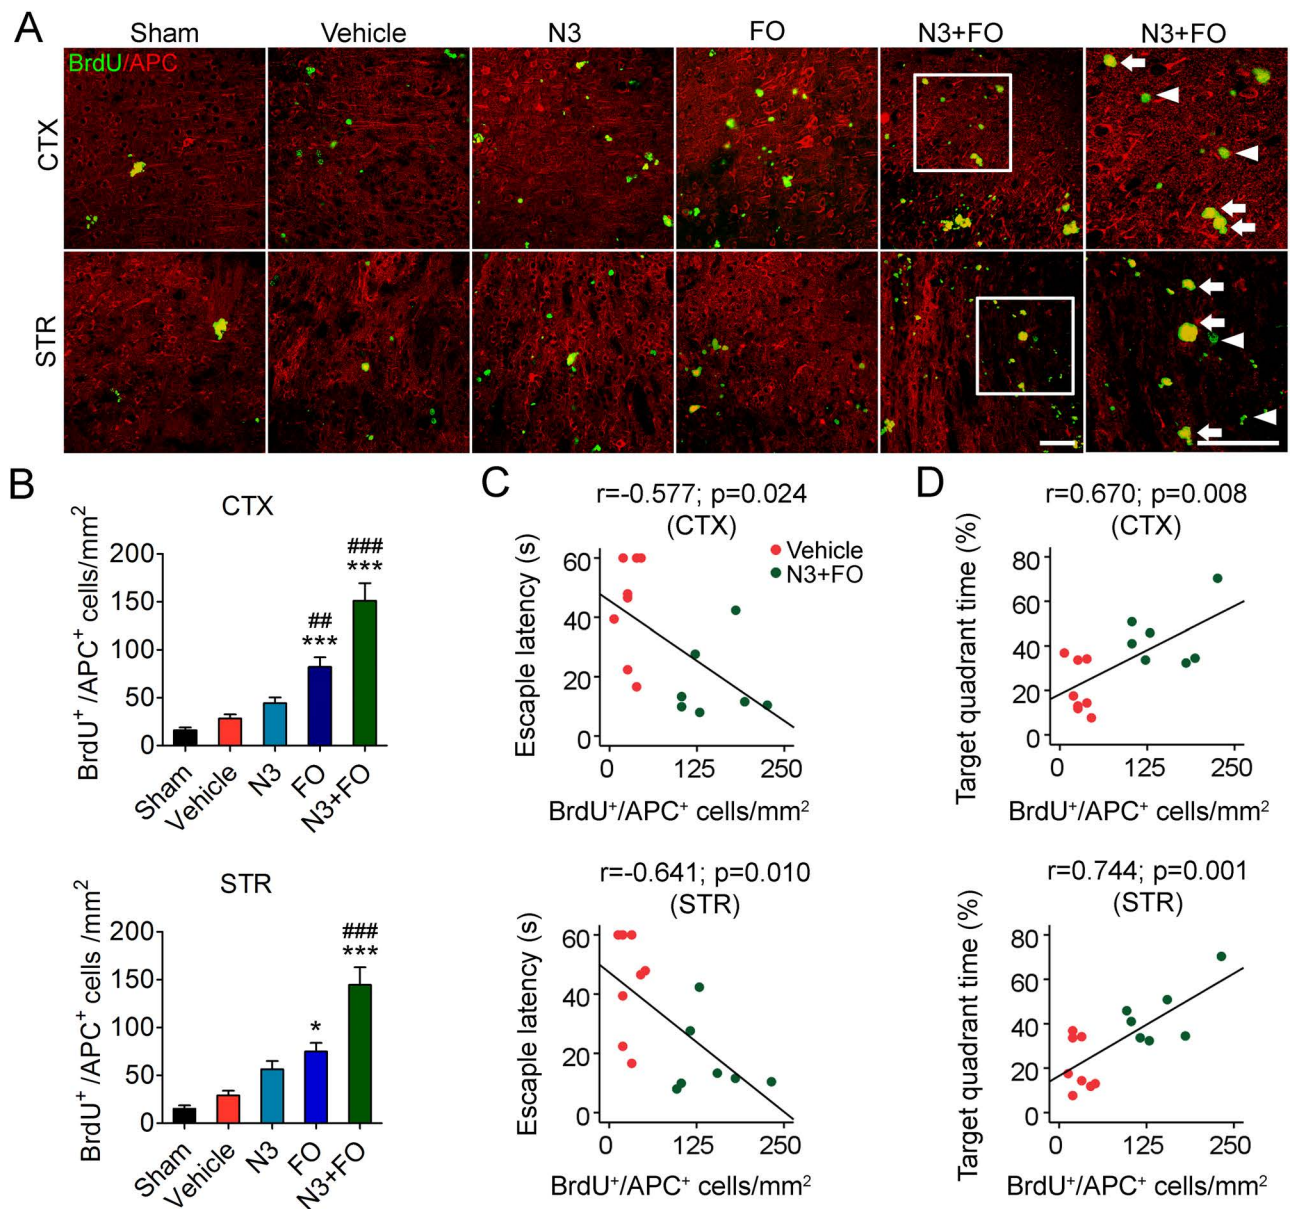 A
Sham Vehicle N3 FO N3+FO N3+FO
BrdU/APC
CTX
STR
B
CTX
BrdU⁺ /APC⁺ cells/mm²
200
150
100
50
0
##
***
###
***
Sham Vehicle N3 FO N3+FO
STR
BrdU⁺ /APC⁺ cells /mm²
200
150
100
50
0
*
###
***
Sham Vehicle N3 FO N3+FO
C
r=-0.577; p=0.024
(CTX)
Escaple latency (s)
60
40
20
0
Vehicle
N3+FO
0 125 250
BrdU⁺/APC⁺ cells/mm²
r=-0.641; p=0.010
(STR)
Escaple latency (s)
60
40
20
0
0 125 250
BrdU⁺/APC⁺ cells/mm²
D
r=0.670; p=0.008
(CTX)
Target quadrant time (%)
80
60
40
20
0
0 125 250
BrdU⁺/APC⁺ cells/mm²
r=0.744; p=0.001
(STR)
Target quadrant time (%)
80
60
40
20
0
0 125 250
BrdU⁺/APC⁺ cells/mm²